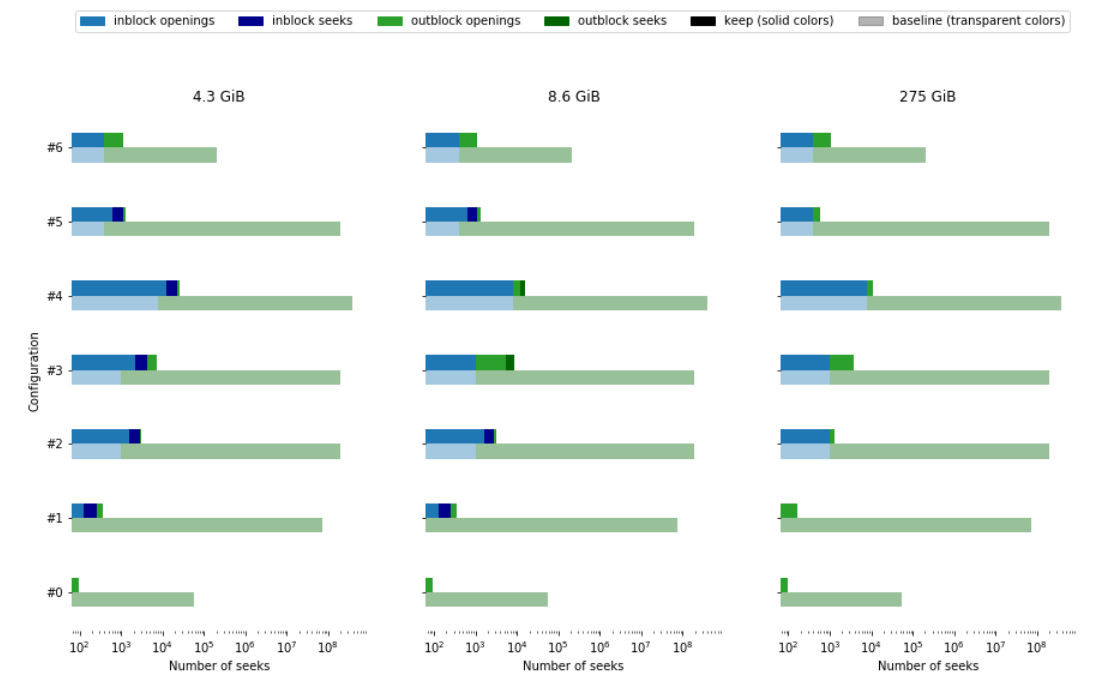 inblock openings inblock seeks outblock openings outblock seeks keep (solid colors) baseline (transparent colors)
4.3 GiB 8.6 GiB 275 GiB
#6
#5
#4
#3
#2
#1
#0
Configuration
10² 10³ 10⁴ 10⁵ 10⁶ 10⁷ 10⁸ 10² 10³ 10⁴ 10⁵ 10⁶ 10⁷ 10⁸ 10² 10³ 10⁴ 10⁵ 10⁶ 10⁷ 10⁸
Number of seeks Number of seeks Number of seeks